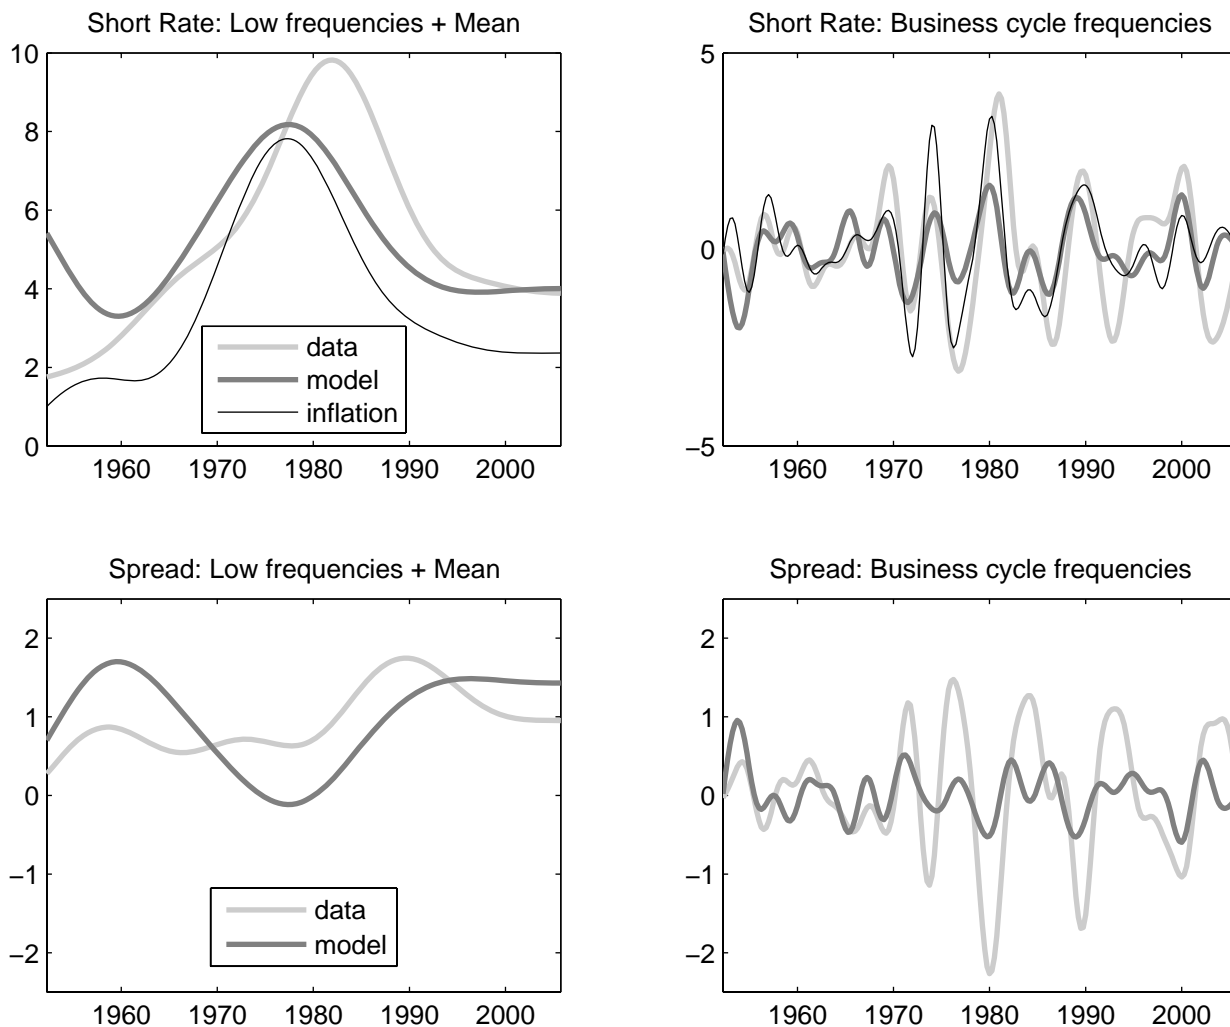 Short Rate: Low frequencies + Mean
10
8
6
4
2
0
data
model
inflation
1960 1970 1980 1990 2000
Short Rate: Business cycle frequencies
5
0
−5
1960 1970 1980 1990 2000
Spread: Low frequencies + Mean
2
1
0
−1
−2
data
model
1960 1970 1980 1990 2000
Spread: Business cycle frequencies
2
1
0
−1
−2
1960 1970 1980 1990 2000